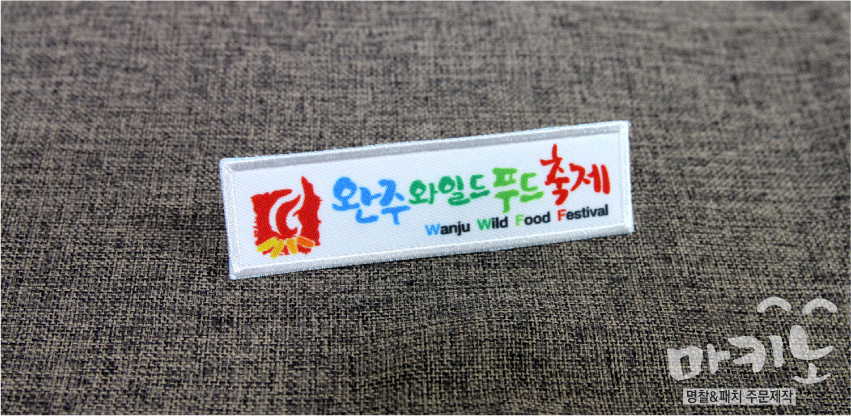 완주와일드푸드축제
Wanju Wild Food Festival
마키노
명찰&패치 주문제작